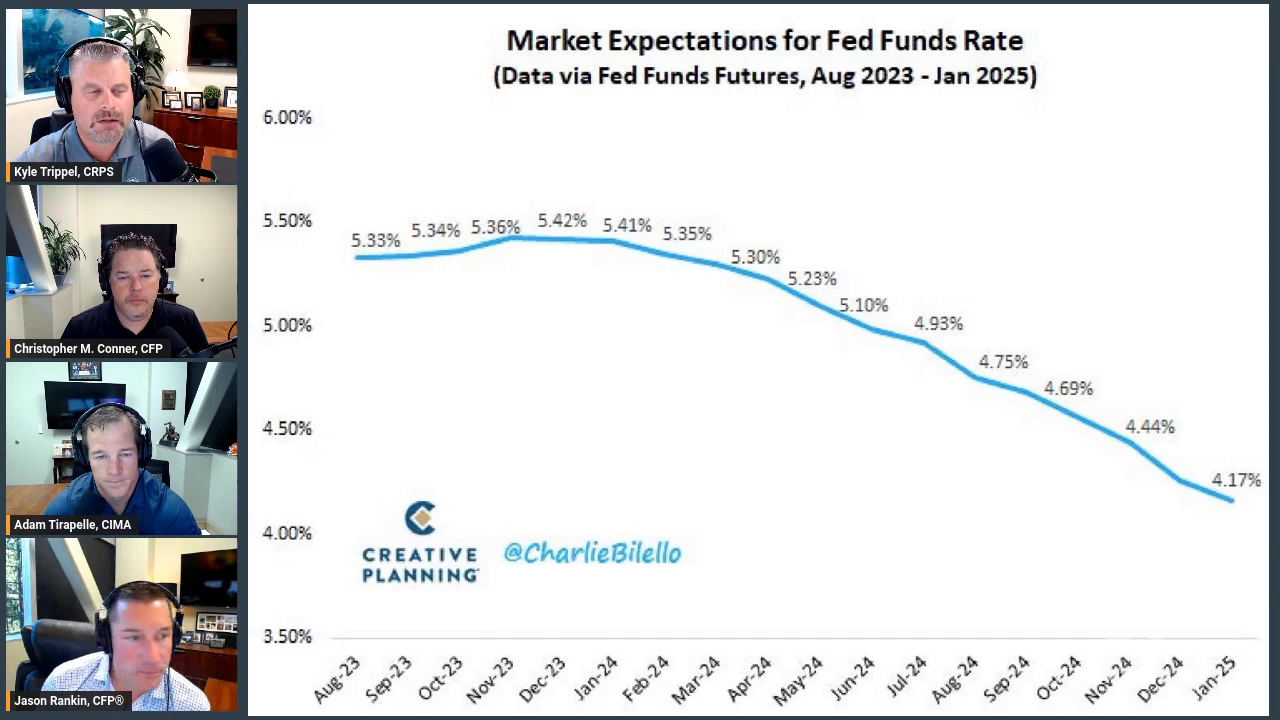 Kyle Trippel, CRPS
Christopher M. Conner, CFP
Adam Tirapelle, CIMA
Jason Rankin, CFP®
Market Expectations for Fed Funds Rate
(Data via Fed Funds Futures, Aug 2023 - Jan 2025)
6.00%
5.50%
5.00%
4.50%
4.00%
3.50%
5.33%
5.34%
5.36%
5.42%
5.41%
5.35%
5.30%
5.23%
5.10%
4.93%
4.75%
4.69%
4.44%
4.17%
CREATIVE
PLANNING
@CharlieBilello
Aug-23
Sep-23
Oct-23
Nov-23
Dec-23
Jan-24
Feb-24
Mar-24
Apr-24
May-24
Jun-24
Jul-24
Aug-24
Sep-24
Oct-24
Nov-24
Dec-24
Jan-25